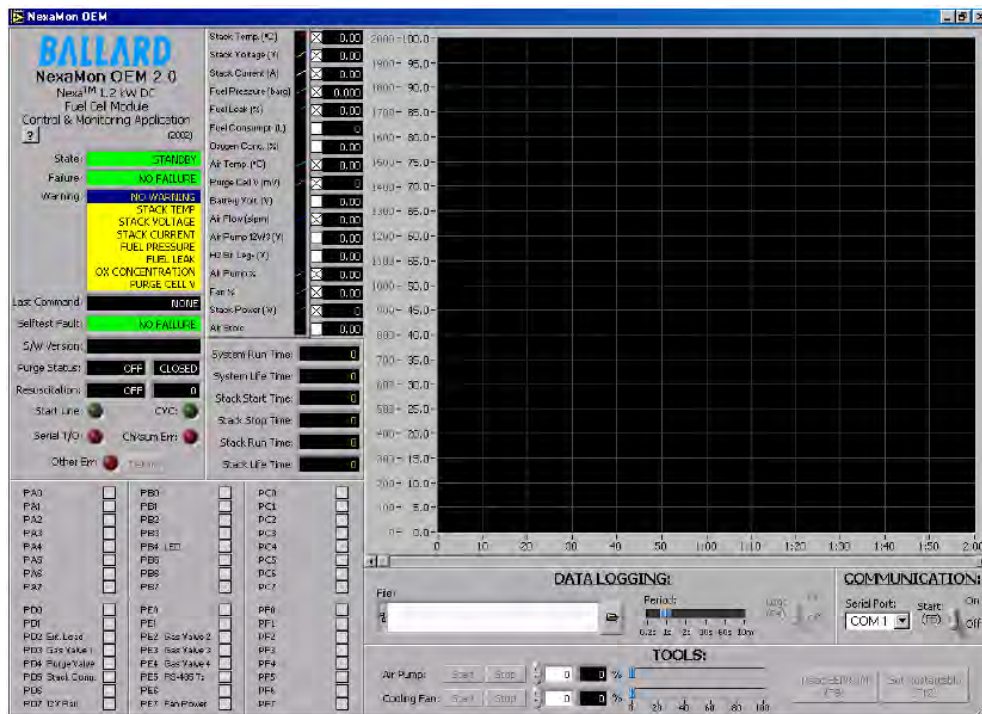 NexaMon OEM
BALLARD
NexaMon OEM 2.0
Nexa™ 1.2 kW DC
Fuel Cell Module
Control & Monitoring Application
? (2002)
State: STANDBY
Failure: NO FAILURE
Warning: NO WARNING
STACK TEMP
STACK VOLTAGE
STACK CURRENT
FUEL PRESSURE
FUEL LEAK
OX CONCENTRATION
PURGE CELL V
Last Command: NONE
Selftest Fault: NO FAILURE
S/W Version:
Purge Status: OFF CLOSED
Resuscitation: OFF 0
Start Line: CVC:
Serial T/O: Chksum Err:
Other Err:
Stack Temp. (°C) 0.00
Stack Voltage (V) 0.00
Stack Current (A) 0.00
Fuel Pressure (barg) 0.000
Fuel Leak (%) 0.00
Fuel Consumpt. (L) 0
Oxygen Conc. (%) 0.00
Air Temp. (°C) 0.00
Purge Cell V (mV) 0
Battery Volt. (V) 0.00
Air Flow (slpm) 0.00
Air Pump 0.00
H2 0.00
Air Pump % 0.00
Fan % 0.00
Stack Power (W) 0
Air Stoic 0.00
System Run Time: 0
System Life Time: 0
Stack Start Time: 0
Stack Stop Time: 0
Stack Run Time: 0
Stack Life Time: 0
2000 100.0
1900 95.0
1800 90.0
1700 85.0
1600 80.0
1500 75.0
1400 70.0
1300 65.0
1200 60.0
1100 55.0
1000 50.0
900 45.0
800 40.0
700 35.0
600 30.0
500 25.0
400 20.0
300 15.0
200 10.0
100 5.0
0 0.0
0 10 20 30 40 50 1:00 1:10 1:20 1:30 1:40 1:50 2:00
PA0 PB0 PC0
PA1 PB1 PC1
PA2 PB2 PC2
PA3 PB3 PC3
PA4 PB4 LED PC4
PA5 PB5 PC5
PA6 PB6 PC6
PA7 PB7 PC7
PD0 PE0 PF0
PD1 PE1 PF1
PD2 Ext. Load PE2 Gas Valve 2 PF2
PD3 Gas Valve 1 PE3 Gas Valve 3 PF3
PD4 Purge Valve PE4 Gas Valve 4 PF4
PD5 Stack Comp. PE5 RS-485 Tx PF5
PD6 PE6 PF6
PD7 12V Rail PE7 Fan Power PF7
DATA LOGGING:
File:
Period:
0.2s 1s 2s 30s 60s 10m
COMMUNICATION:
Serial Port: COM 1
Start: (F5) On Off
TOOLS:
Air Pump: Start Stop 0 0 %
Cooling Fan: Start Stop 0 0 %
0 20 40 60 80 100